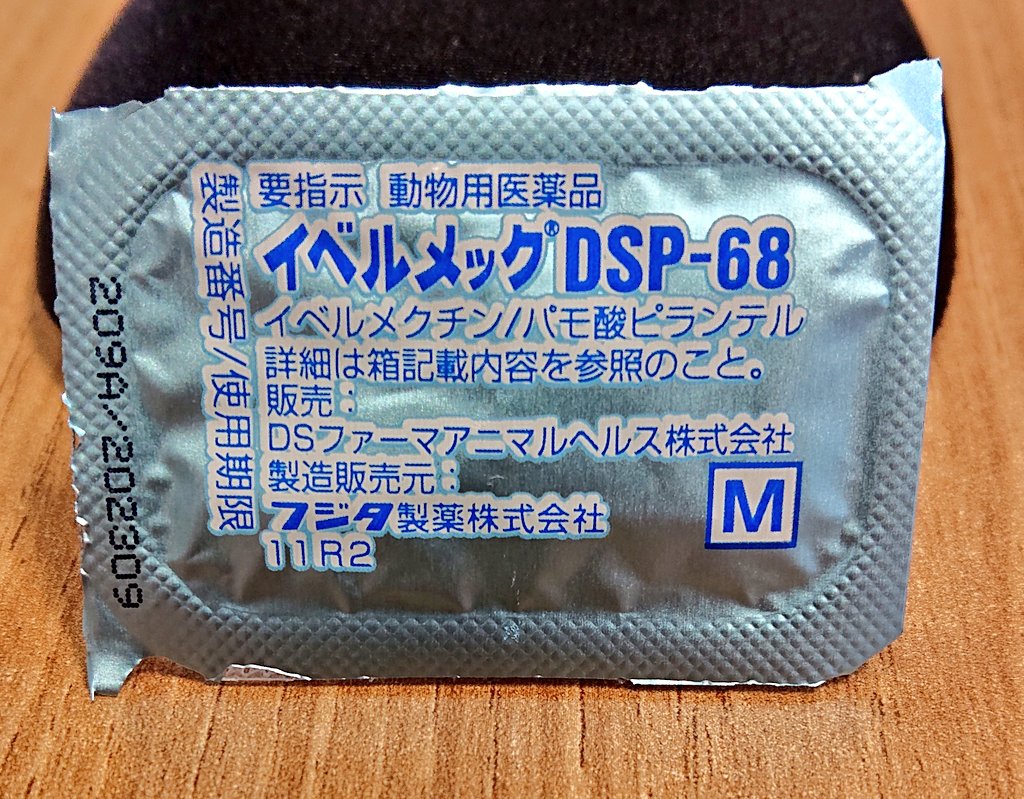 要指示 動物用医薬品
イベルメック®DSP-68
イベルメクチン/パモ酸ピランテル
詳細は箱記載内容を参照のこと。
販売：
DSファーマアニマルヘルス株式会社
製造販売元：
フジタ製薬株式会社
11R2
M
製造番号/使用期限
209A//202309